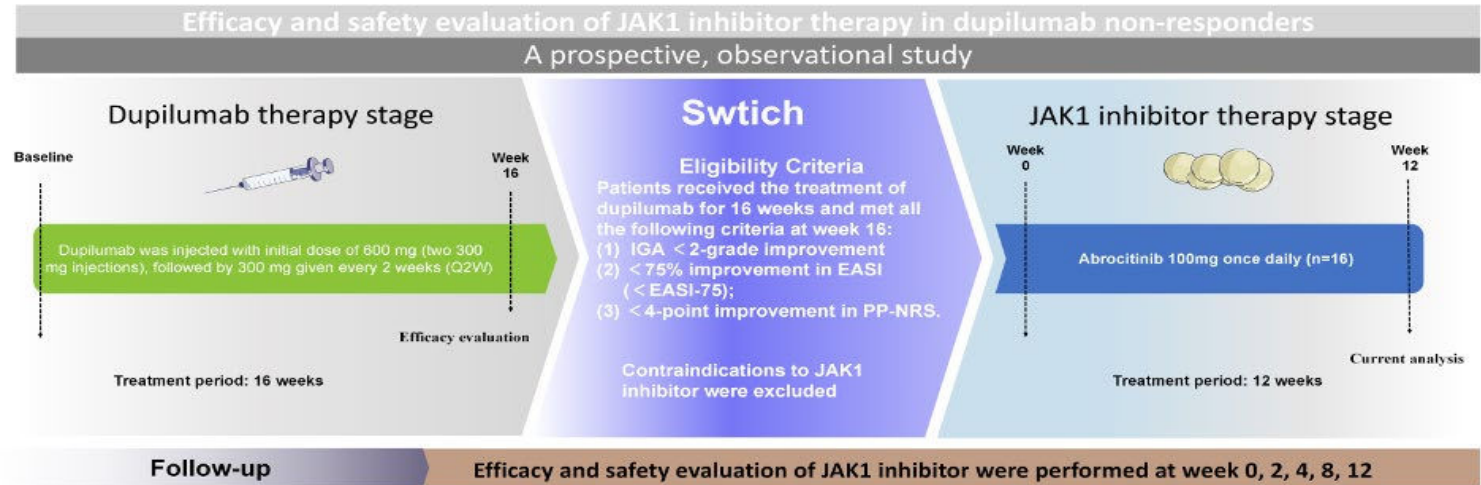 Efficacy and safety evaluation of JAK1 inhibitor therapy in dupilumab non-responders
A prospective, observational study
Dupilumab therapy stage
Baseline
Week
16
Dupilumab was injected with initial dose of 600 mg (two 300
mg injections), followed by 300 mg given every 2 weeks (Q2W)
Efficacy evaluation
Treatment period: 16 weeks
Swtich
Eligibility Criteria
Patients received the treatment of
dupilumab for 16 weeks and met all
the following criteria at week 16:
(1) IGA <2-grade improvement
(2) <75% improvement in EASI
(<EASI-75);
(3) <4-point improvement in PP-NRS.
Contraindications to JAK1
inhibitor were excluded
JAK1 inhibitor therapy stage
Week
0
Week
12
Abrocitinib 100mg once daily (n=16)
Current analysis
Treatment period: 12 weeks
Follow-up
Efficacy and safety evaluation of JAK1 inhibitor were performed at week 0, 2, 4, 8, 12